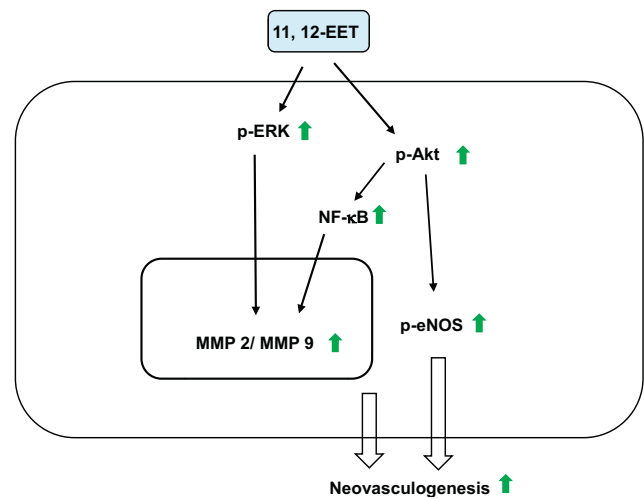 11, 12-EET
p-ERK
p-Akt
NF-κB
p-eNOS
MMP 2/ MMP 9
Neovasculogenesis